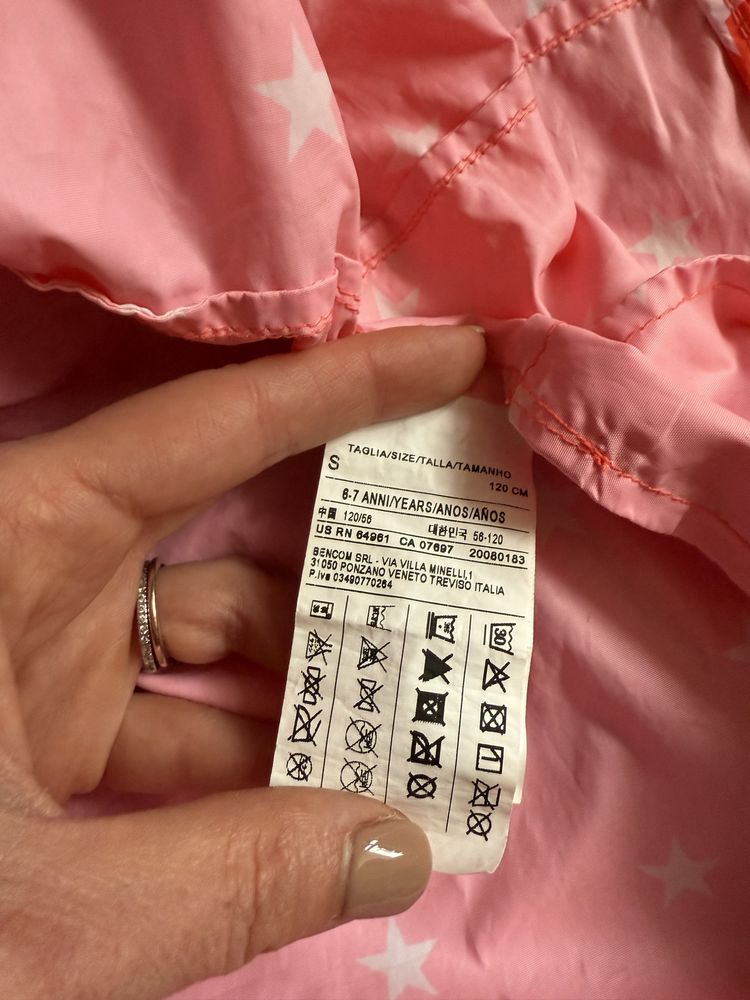 TAGLIA/SIZE/TALLA/TAMANHO
S
120 CM
6-7 ANNI/YEARS/ANOS/AÑOS
中国 120/56 대한민국 56-120
US RN 64961 CA 07697 20080183
BENCOM SRL - VIA VILLA MINELLI,1
31050 PONZANO VENETO TREVISO ITALIA
P.iva 03490770264
30